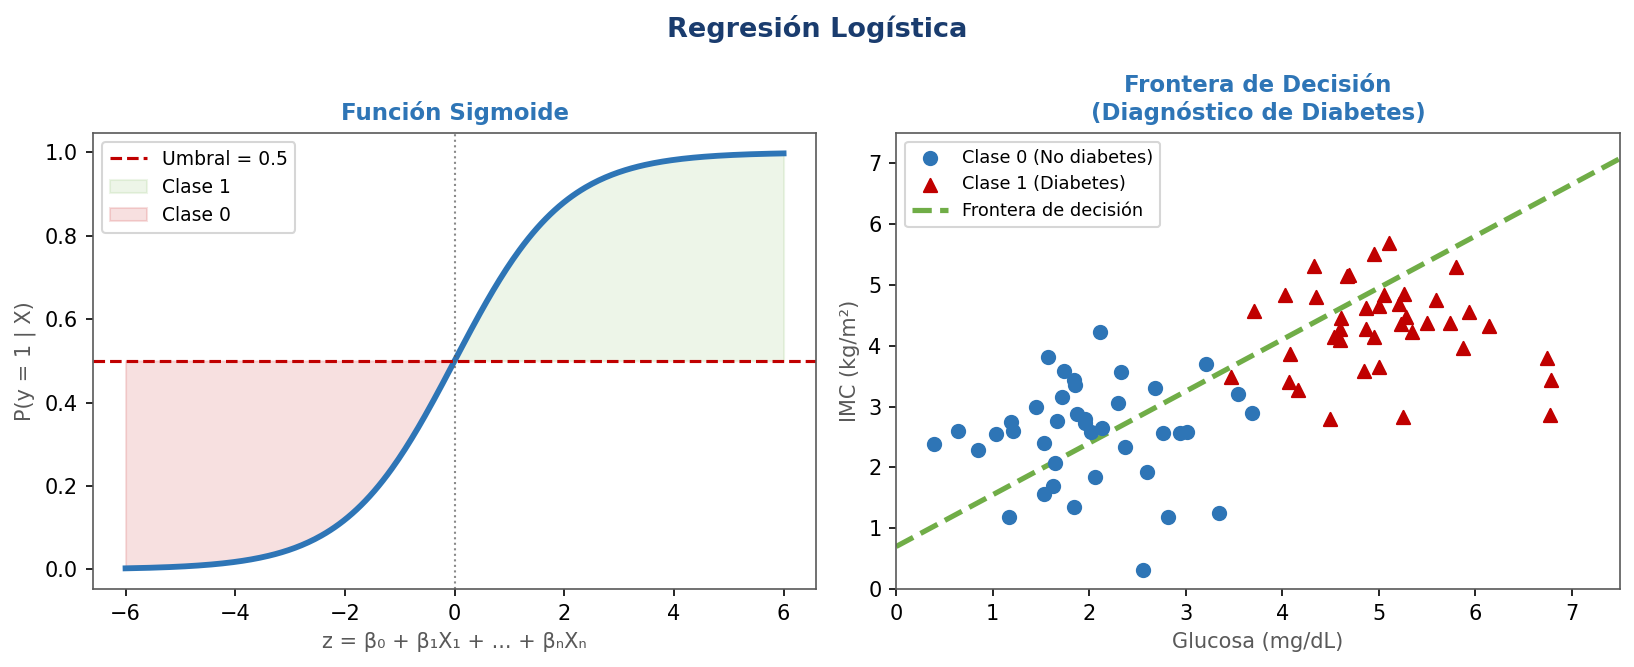 Regresión Logística
Función Sigmoide
Umbral = 0.5
Clase 1
Clase 0
1.0
0.8
0.6
0.4
0.2
0.0
P(y = 1 | X)
−6
−4
−2
0
2
4
6
z = β₀ + β₁X₁ + ... + βₙXₙ
Frontera de Decisión
(Diagnóstico de Diabetes)
Clase 0 (No diabetes)
Clase 1 (Diabetes)
Frontera de decisión
7
6
5
4
3
2
1
0
IMC (kg/m²)
0
1
2
3
4
5
6
7
Glucosa (mg/dL)